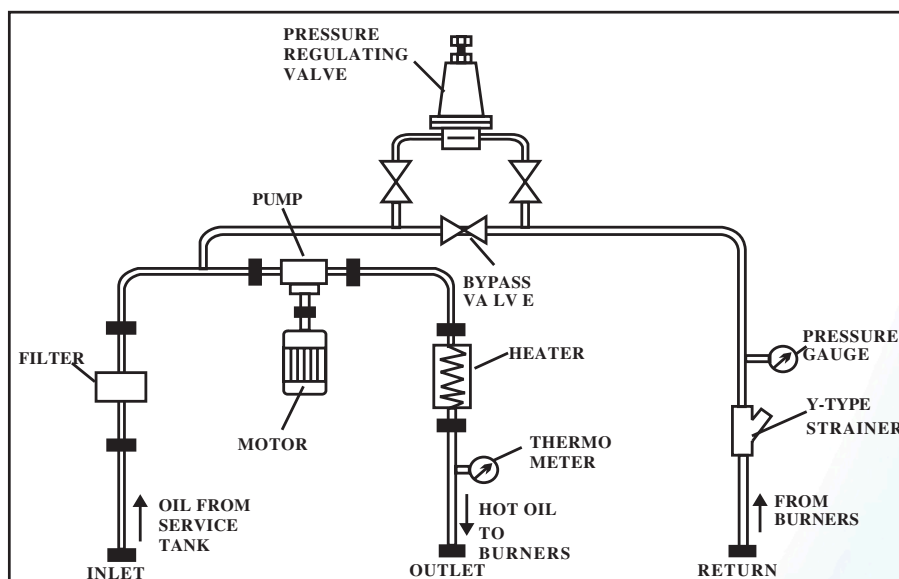 PRESSURE
REGULATING
VALVE
PUMP
BYPASS
VA LV E
FILTER
HEATER
PRESSURE
GAUGE
MOTOR
Y-TYPE
STRAINER
THERMO
METER
OIL FROM
SERVICE
TANK
HOT OIL
TO
BURNERS
FROM
BURNERS
INLET
OUTLET
RETURN